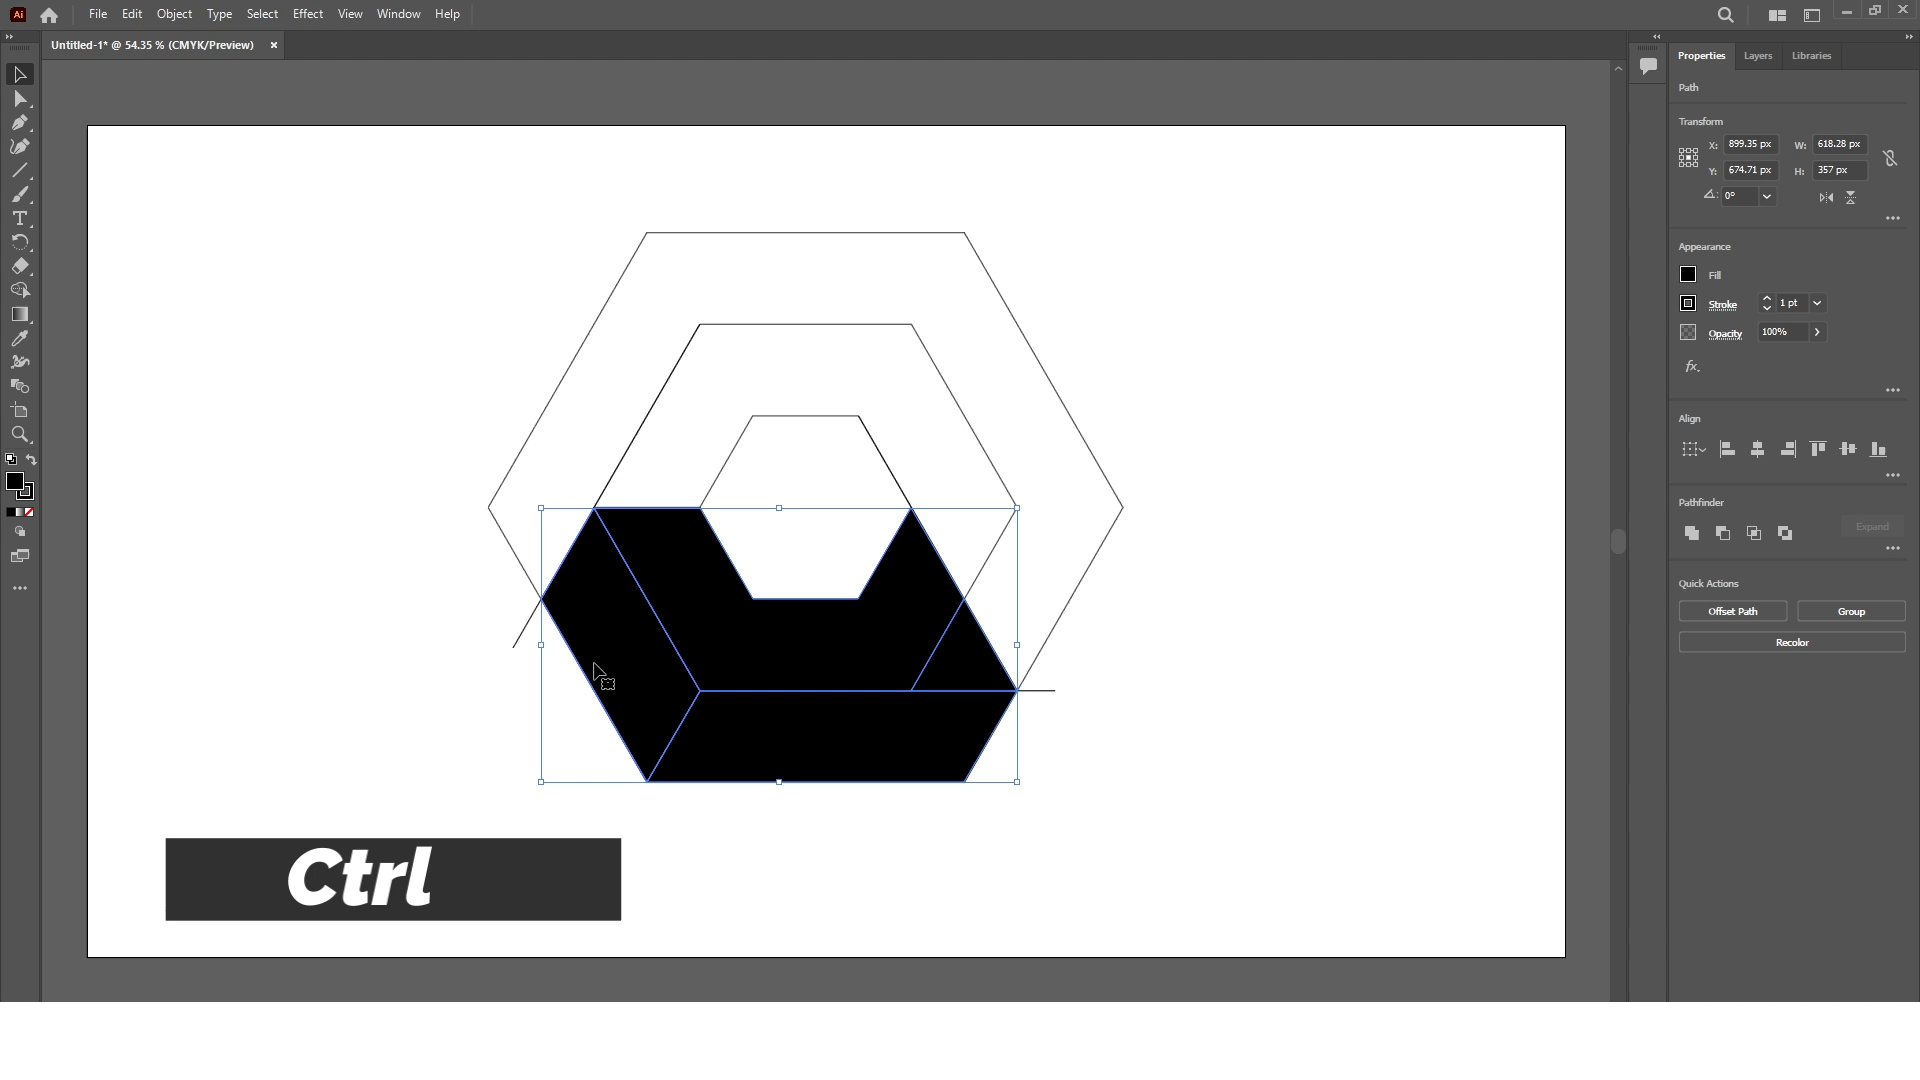 Ai File Edit Object Type Select Effect View Window Help
Untitled-1* @ 54.35 % (CMYK/Preview)
Properties Layers Libraries
Path
Transform
X: 899.35 px W: 618.28 px
Y: 674.71 px H: 357 px
0°
Appearance
Fill
Stroke 1 pt
Opacity 100%
fx.
Align
Pathfinder
Expand
Quick Actions
Offset Path Group
Recolor
Ctrl